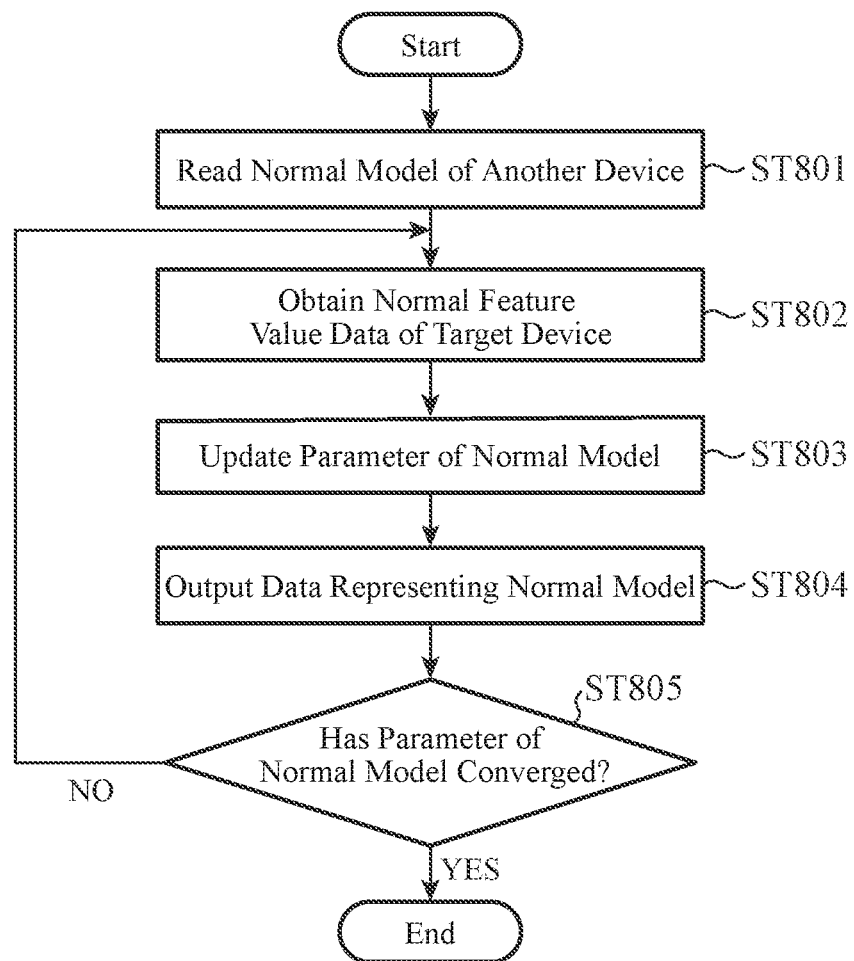 Start
Read Normal Model of Another Device
ST801
Obtain Normal Feature
Value Data of Target Device
ST802
Update Parameter of Normal Model
ST803
Output Data Representing Normal Model
ST804
ST805
Has Parameter of
Normal Model Converged?
NO
YES
End